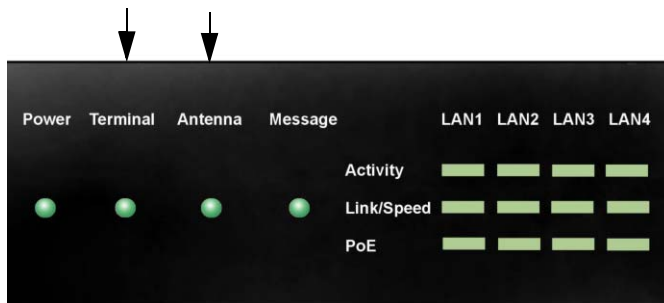 Power Terminal Antenna Message LAN1 LAN2 LAN3 LAN4
Activity
Link/Speed
PoE